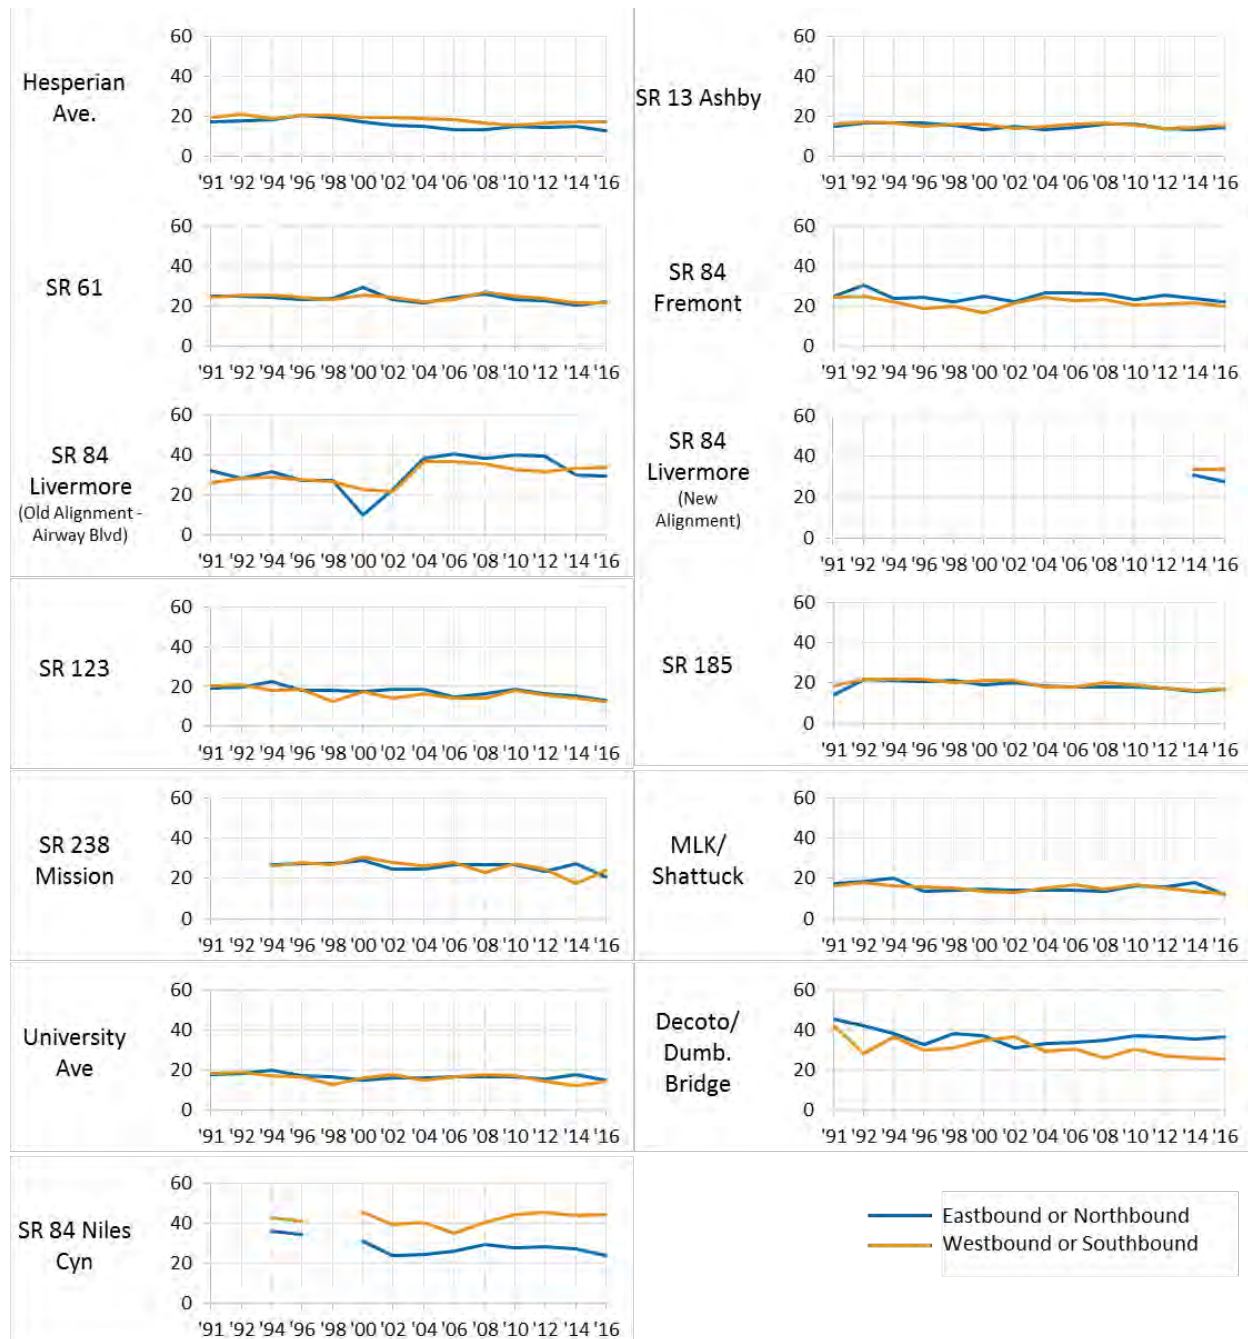 Hesperian
Ave.
60
40
20
0
'91 '92 '94 '96 '98 '00 '02 '04 '06 '08 '10 '12 '14 '16
SR 13 Ashby
60
40
20
0
'91 '92 '94 '96 '98 '00 '02 '04 '06 '08 '10 '12 '14 '16
SR 61
60
40
20
0
'91 '92 '94 '96 '98 '00 '02 '04 '06 '08 '10 '12 '14 '16
SR 84
Fremont
60
40
20
0
'91 '92 '94 '96 '98 '00 '02 '04 '06 '08 '10 '12 '14 '16
SR 84
Livermore
(Old Alignment -
Airway Blvd)
60
40
20
0
'91 '92 '94 '96 '98 '00 '02 '04 '06 '08 '10 '12 '14 '16
SR 84
Livermore
(New
Alignment)
60
40
20
0
'91 '92 '94 '96 '98 '00 '02 '04 '06 '08 '10 '12 '14 '16
SR 123
60
40
20
0
'91 '92 '94 '96 '98 '00 '02 '04 '06 '08 '10 '12 '14 '16
SR 185
60
40
20
0
'91 '92 '94 '96 '98 '00 '02 '04 '06 '08 '10 '12 '14 '16
SR 238
Mission
60
40
20
0
'91 '92 '94 '96 '98 '00 '02 '04 '06 '08 '10 '12 '14 '16
MLK/
Shattuck
60
40
20
0
'91 '92 '94 '96 '98 '00 '02 '04 '06 '08 '10 '12 '14 '16
University
Ave
60
40
20
0
'91 '92 '94 '96 '98 '00 '02 '04 '06 '08 '10 '12 '14 '16
Decoto/
Dumb.
Bridge
60
40
20
0
'91 '92 '94 '96 '98 '00 '02 '04 '06 '08 '10 '12 '14 '16
SR 84 Niles
Cyn
60
40
20
0
'91 '92 '94 '96 '98 '00 '02 '04 '06 '08 '10 '12 '14 '16
Eastbound or Northbound
Westbound or Southbound